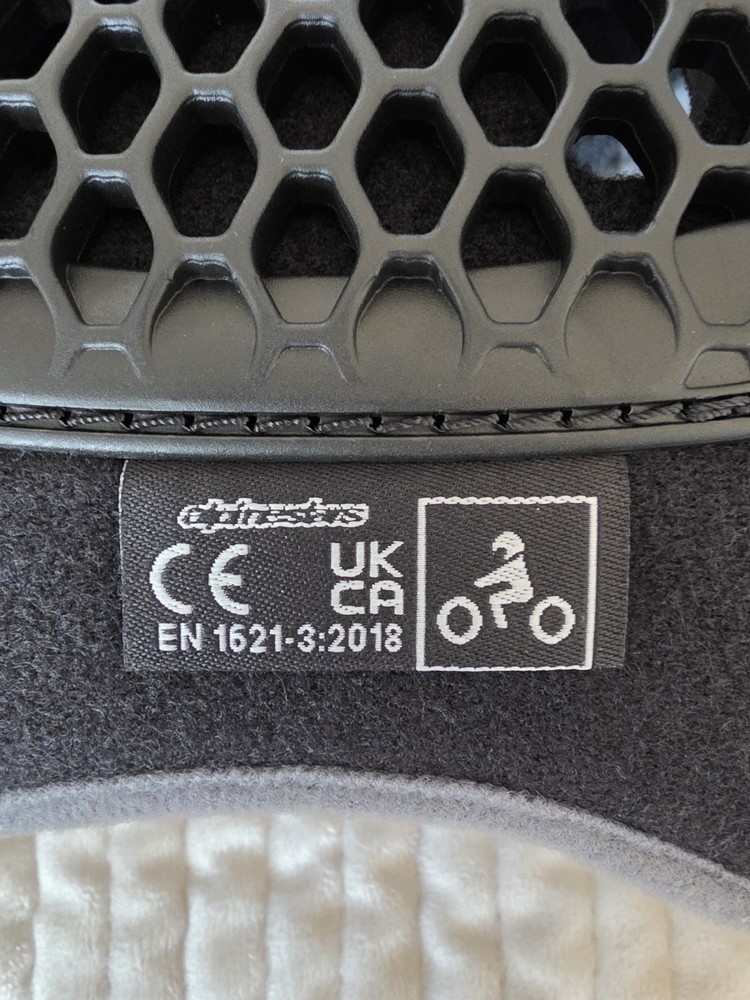 alpinestars
CE
UK
CA
EN 1621-3:2018